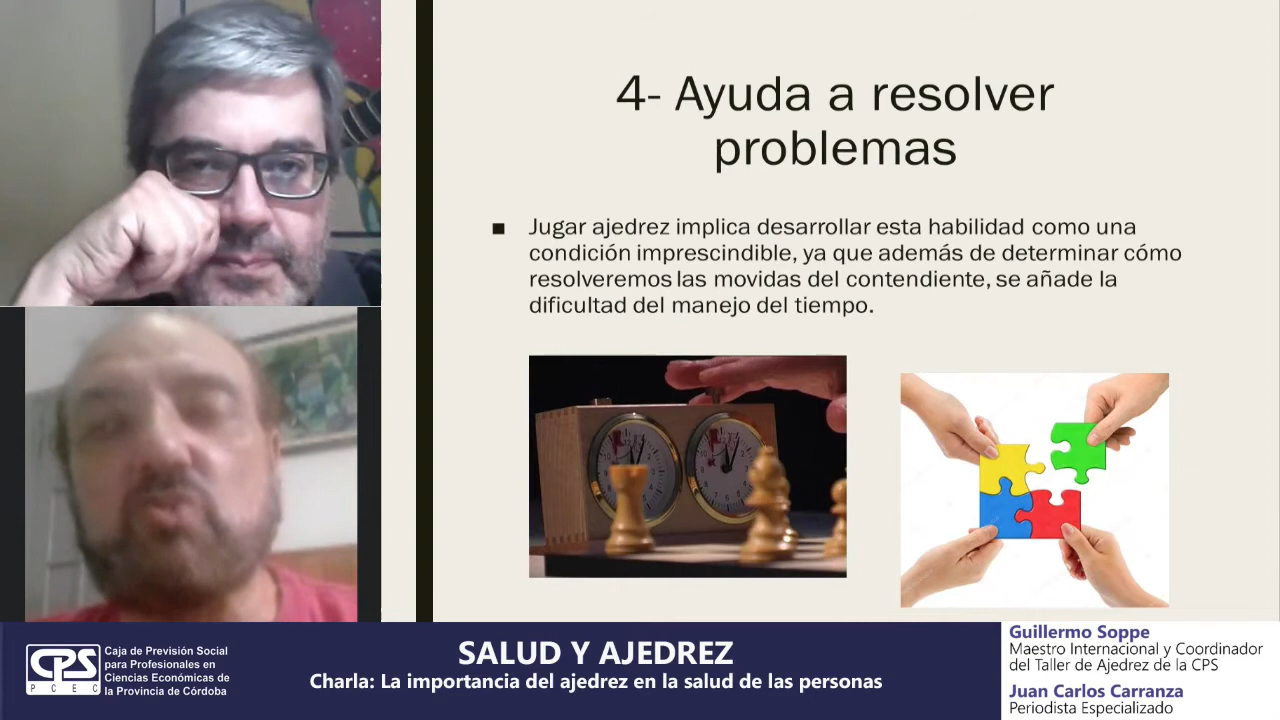 4- Ayuda a resolver
problemas
■ Jugar ajedrez implica desarrollar esta habilidad como una
condición imprescindible, ya que además de determinar cómo
resolveremos las movidas del contendiente, se añade la
dificultad del manejo del tiempo.
CPS
PCEC
Caja de Previsión Social
para Profesionales en
Ciencias Económicas de
la Provincia de Córdoba
SALUD Y AJEDREZ
Charla: La importancia del ajedrez en la salud de las personas
Guillermo Soppe
Maestro Internacional y Coordinador
del Taller de Ajedrez de la CPS
Juan Carlos Carranza
Periodista Especializado